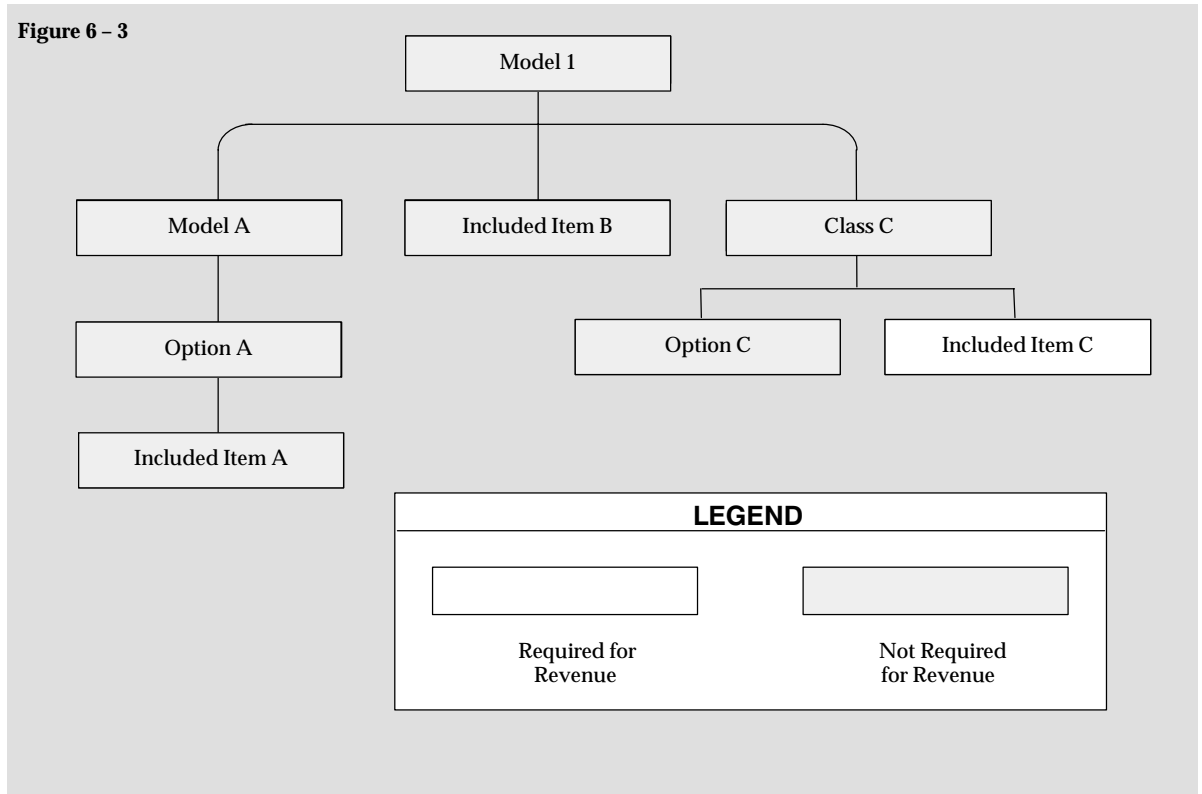 Figure 6 – 3
Model 1
Model A
Included Item B
Class C
Option A
Option C
Included Item C
Included Item A
LEGEND
Required for
Revenue
Not Required
for Revenue